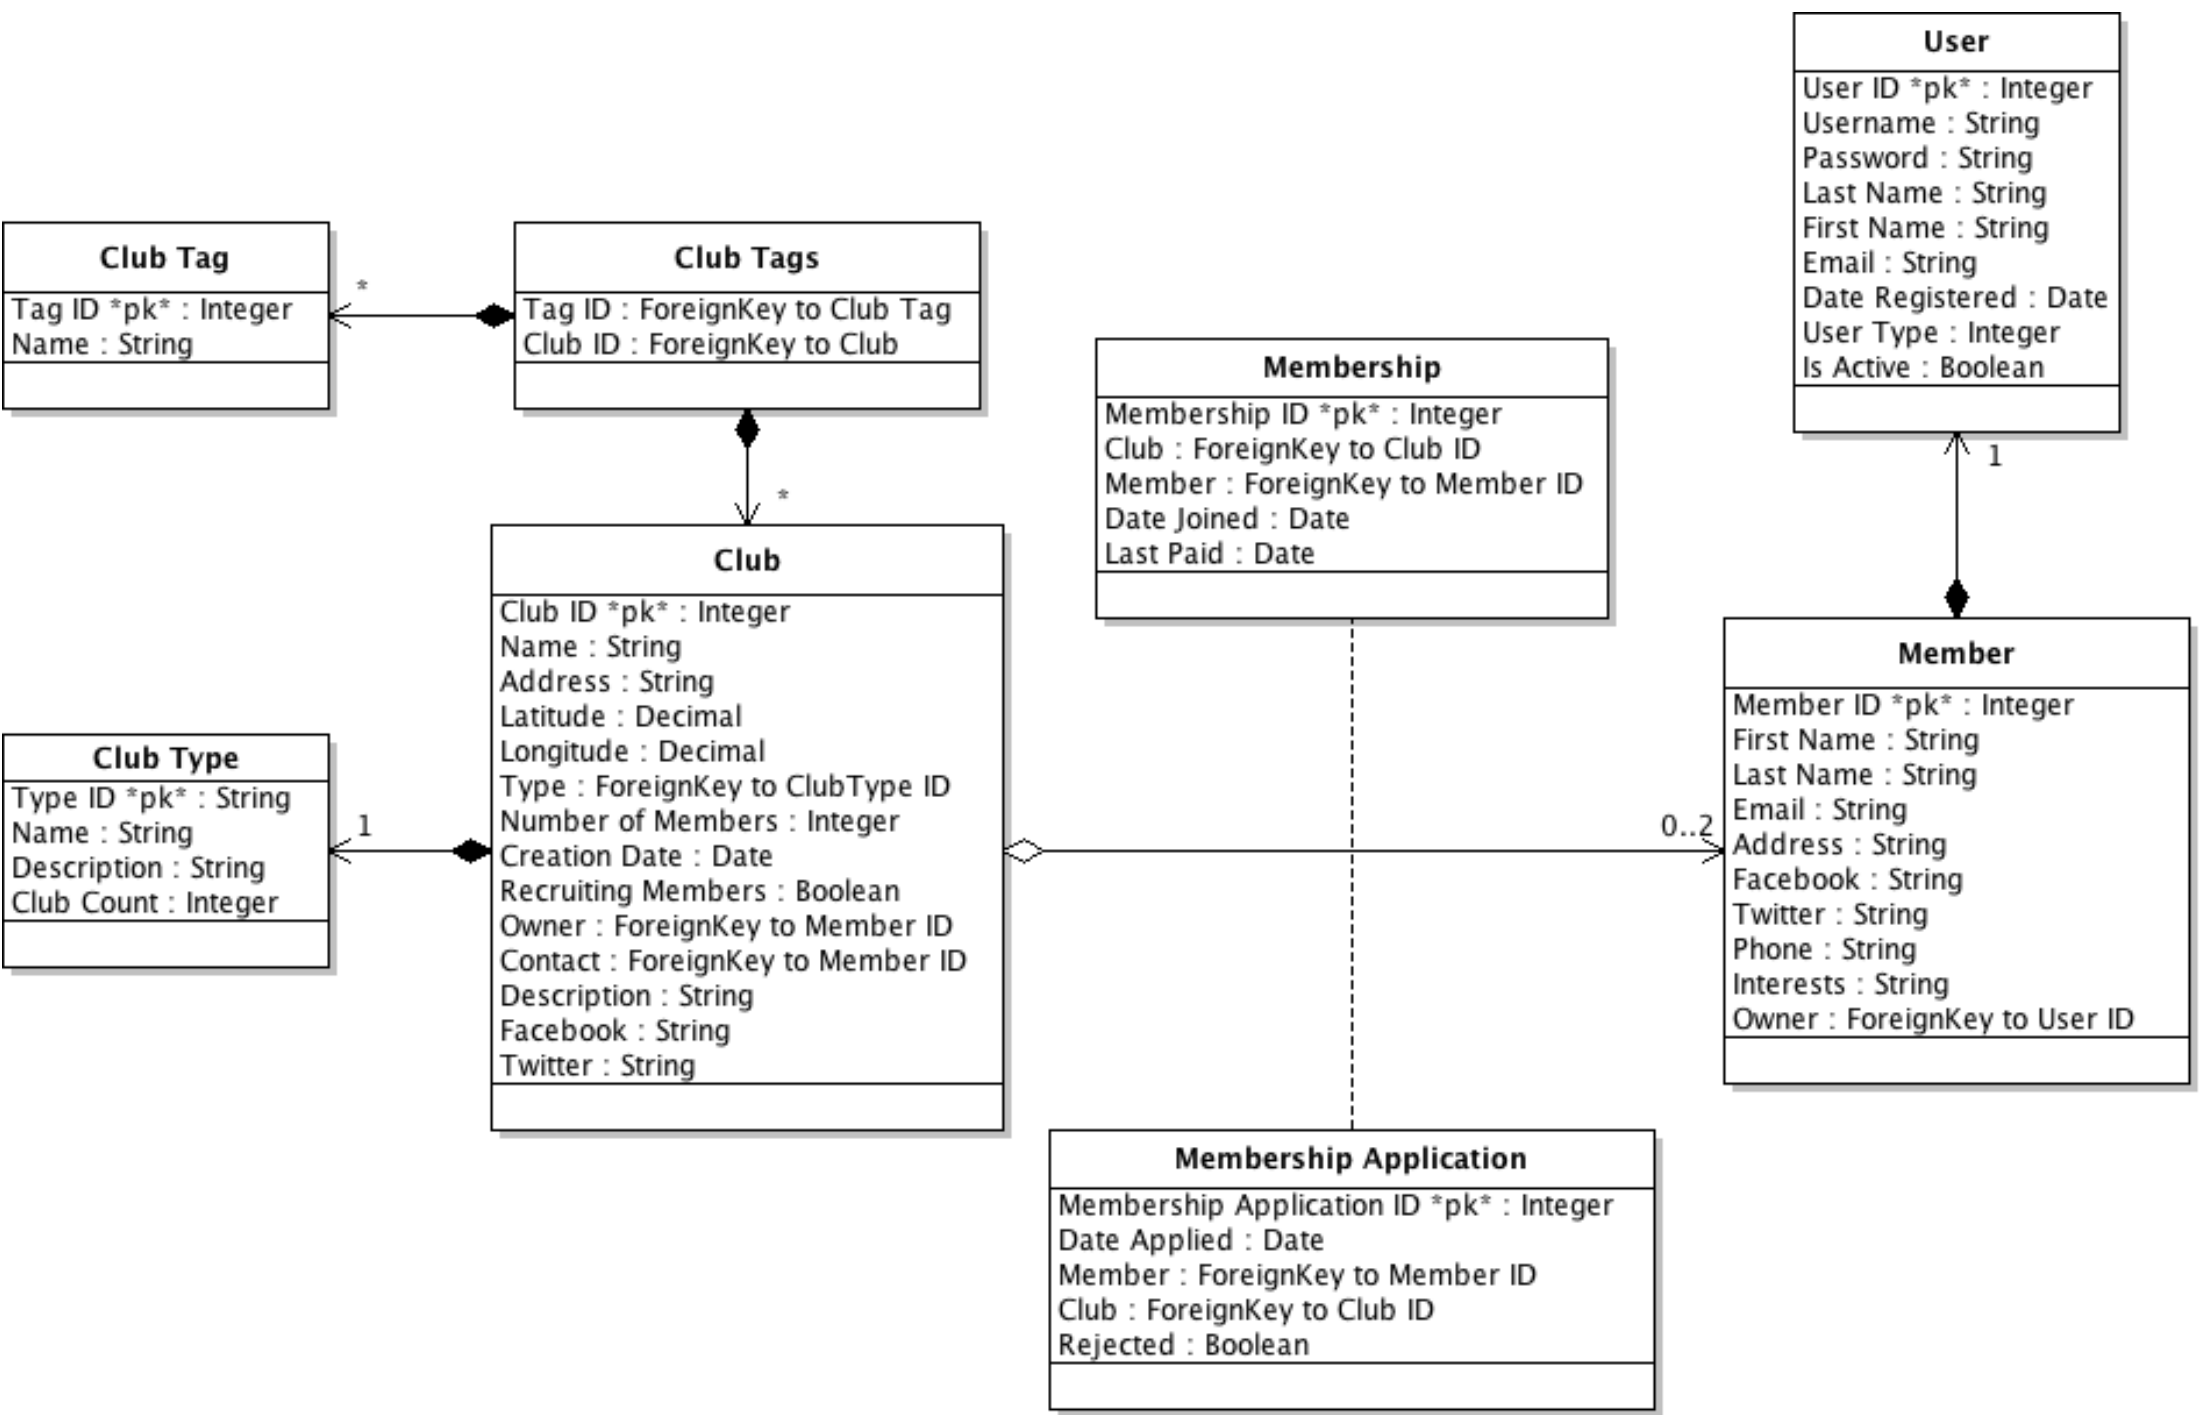 User
User ID *pk* : Integer
Username : String
Password : String
Last Name : String
First Name : String
Email : String
Date Registered : Date
User Type : Integer
Is Active : Boolean
1
Club Tag
Tag ID *pk* : Integer
Name : String
*
Club Tags
Tag ID : ForeignKey to Club Tag
Club ID : ForeignKey to Club
*
Membership
Membership ID *pk* : Integer
Club : ForeignKey to Club ID
Member : ForeignKey to Member ID
Date Joined : Date
Last Paid : Date
Club
Club ID *pk* : Integer
Name : String
Address : String
Latitude : Decimal
Longitude : Decimal
Type : ForeignKey to ClubType ID
Number of Members : Integer
Creation Date : Date
Recruiting Members : Boolean
Owner : ForeignKey to Member ID
Contact : ForeignKey to Member ID
Description : String
Facebook : String
Twitter : String
Club Type
Type ID *pk* : String
Name : String
Description : String
Club Count : Integer
1
0..2
Member
Member ID *pk* : Integer
First Name : String
Last Name : String
Email : String
Address : String
Facebook : String
Twitter : String
Phone : String
Interests : String
Owner : ForeignKey to User ID
Membership Application
Membership Application ID *pk* : Integer
Date Applied : Date
Member : ForeignKey to Member ID
Club : ForeignKey to Club ID
Rejected : Boolean